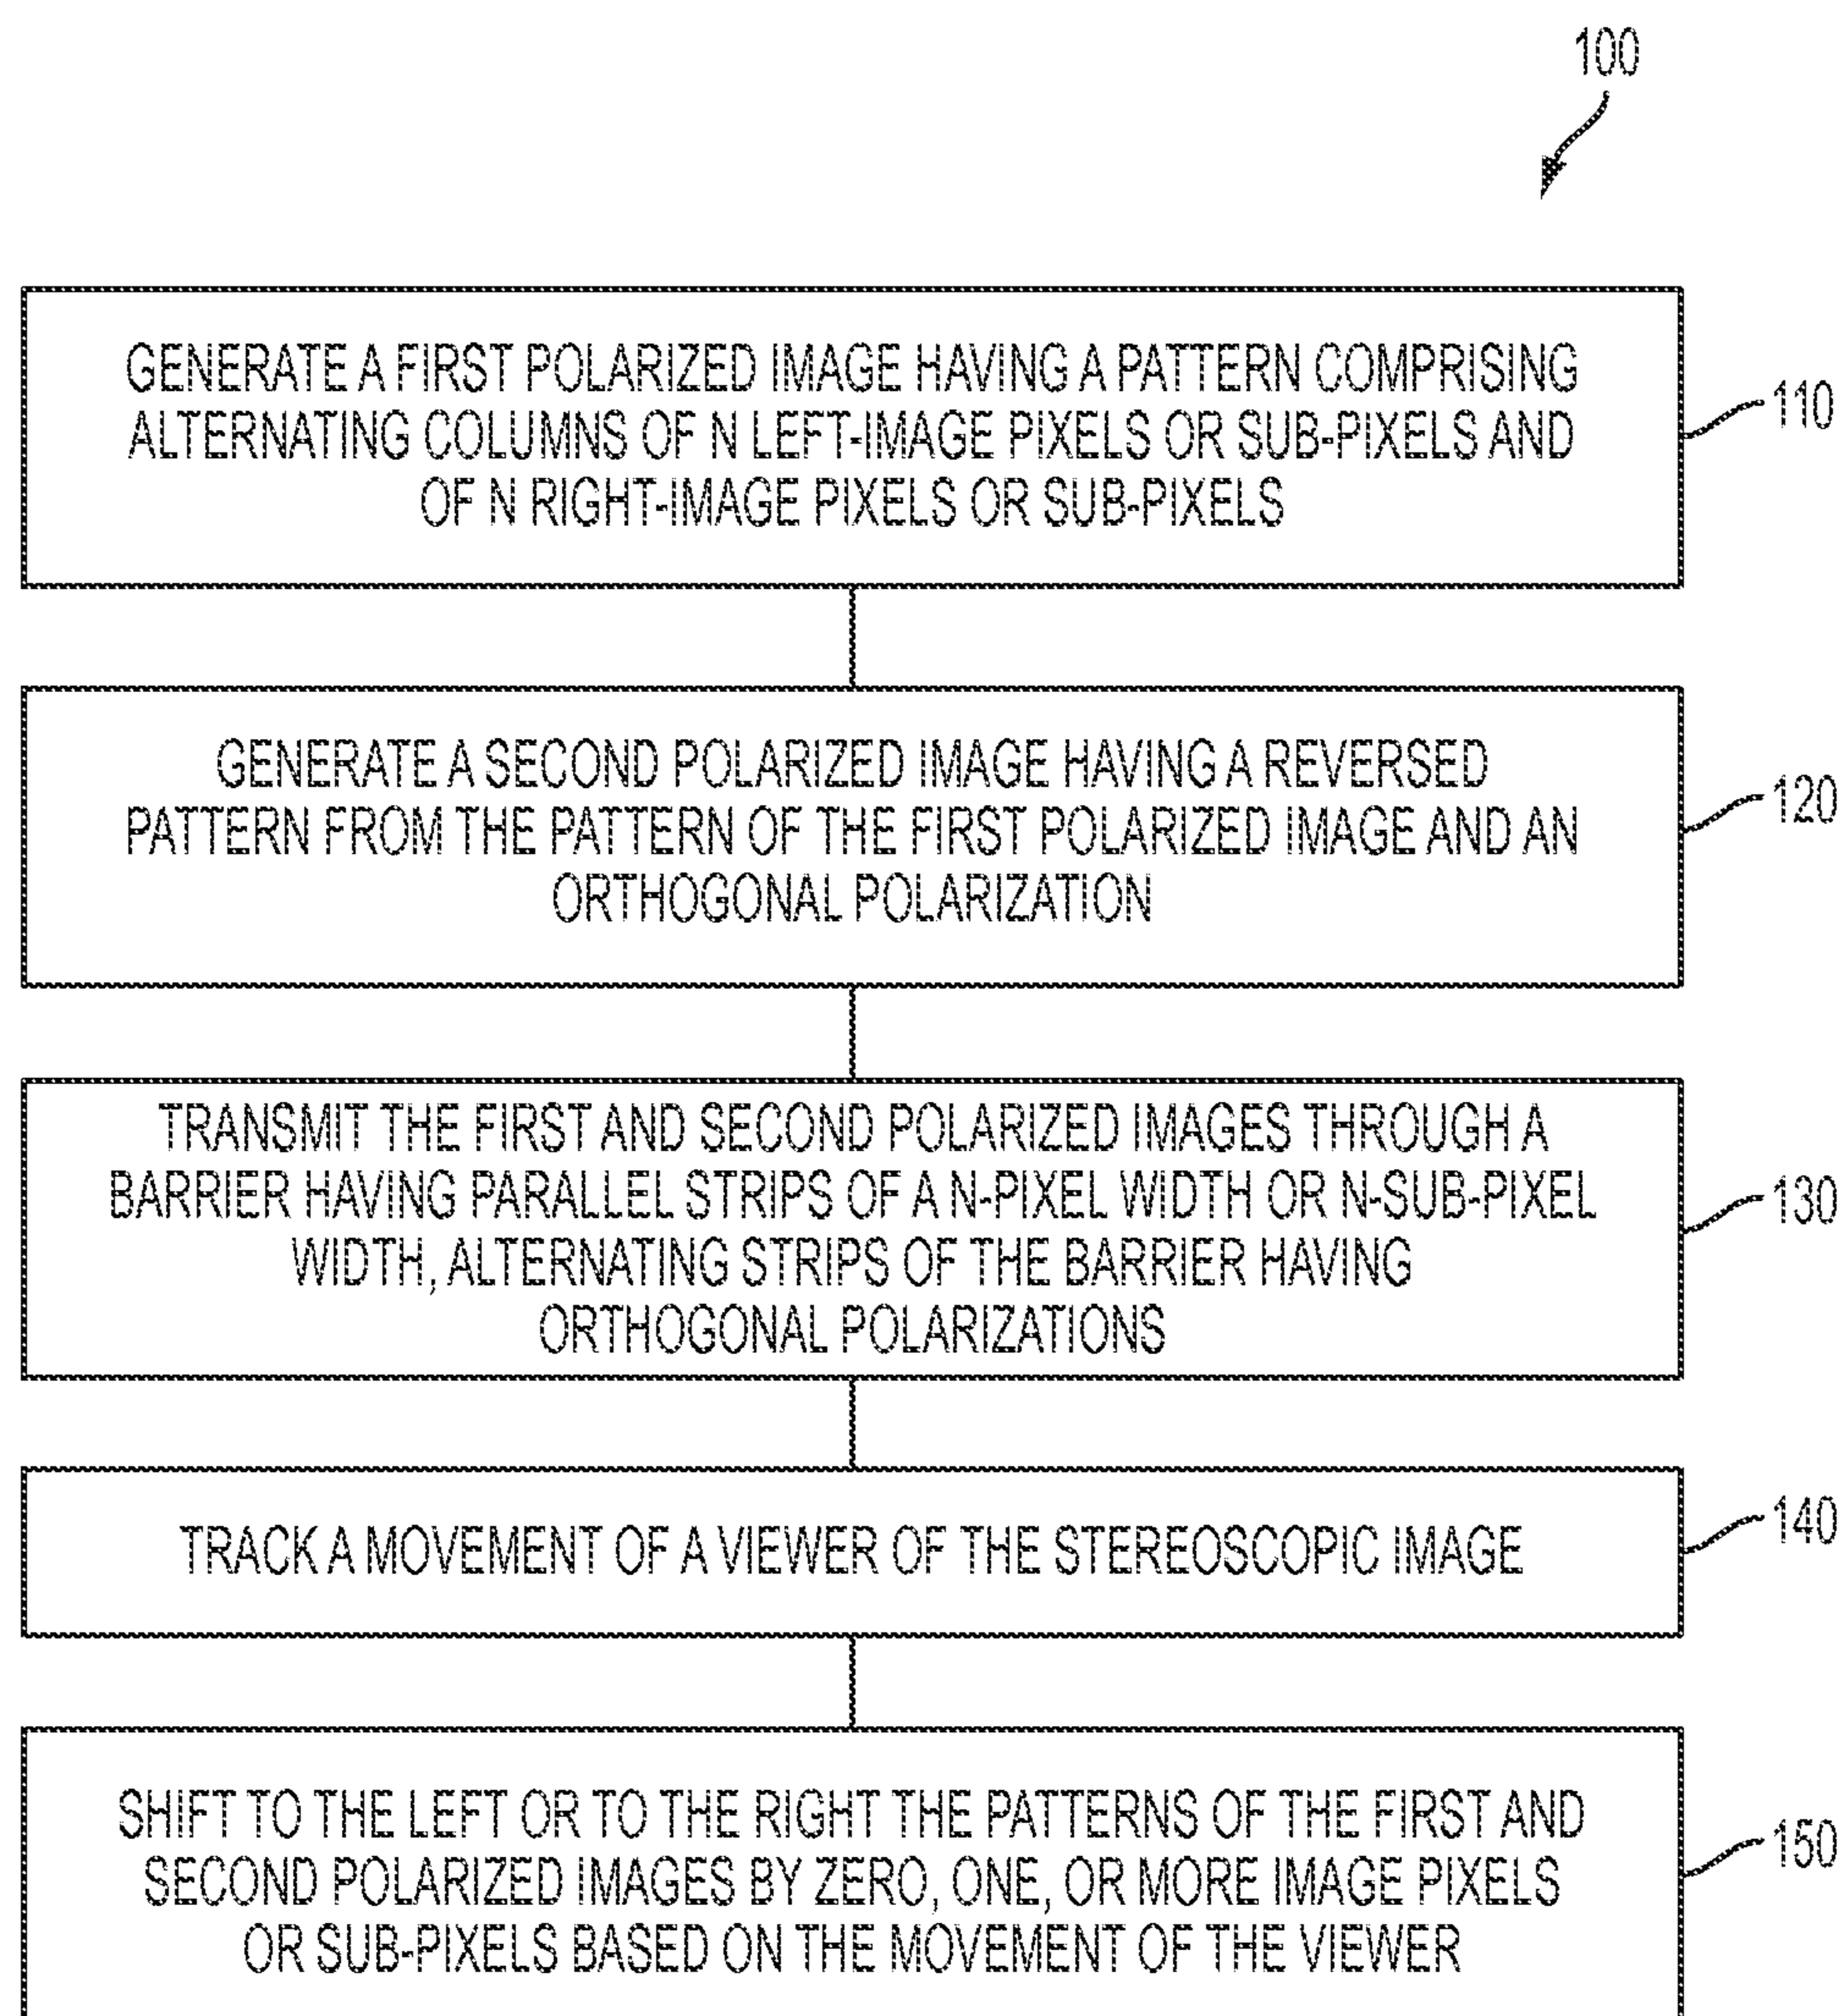 100
GENERATE A FIRST POLARIZED IMAGE HAVING A PATTERN COMPRISING
ALTERNATING COLUMNS OF N LEFT-IMAGE PIXELS OR SUB-PIXELS AND
OF N RIGHT-IMAGE PIXELS OR SUB-PIXELS
110
GENERATE A SECOND POLARIZED IMAGE HAVING A REVERSED
PATTERN FROM THE PATTERN OF THE FIRST POLARIZED IMAGE AND AN
ORTHOGONAL POLARIZATION
120
TRANSMIT THE FIRST AND SECOND POLARIZED IMAGES THROUGH A
BARRIER HAVING PARALLEL STRIPS OF A N-PIXEL WIDTH OR N-SUB-PIXEL
WIDTH, ALTERNATING STRIPS OF THE BARRIER HAVING
ORTHOGONAL POLARIZATIONS
130
TRACK A MOVEMENT OF A VIEWER OF THE STEREOSCOPIC IMAGE
140
SHIFT TO THE LEFT OR TO THE RIGHT THE PATTERNS OF THE FIRST AND
SECOND POLARIZED IMAGES BY ZERO, ONE, OR MORE IMAGE PIXELS
OR SUB-PIXELS BASED ON THE MOVEMENT OF THE VIEWER
150